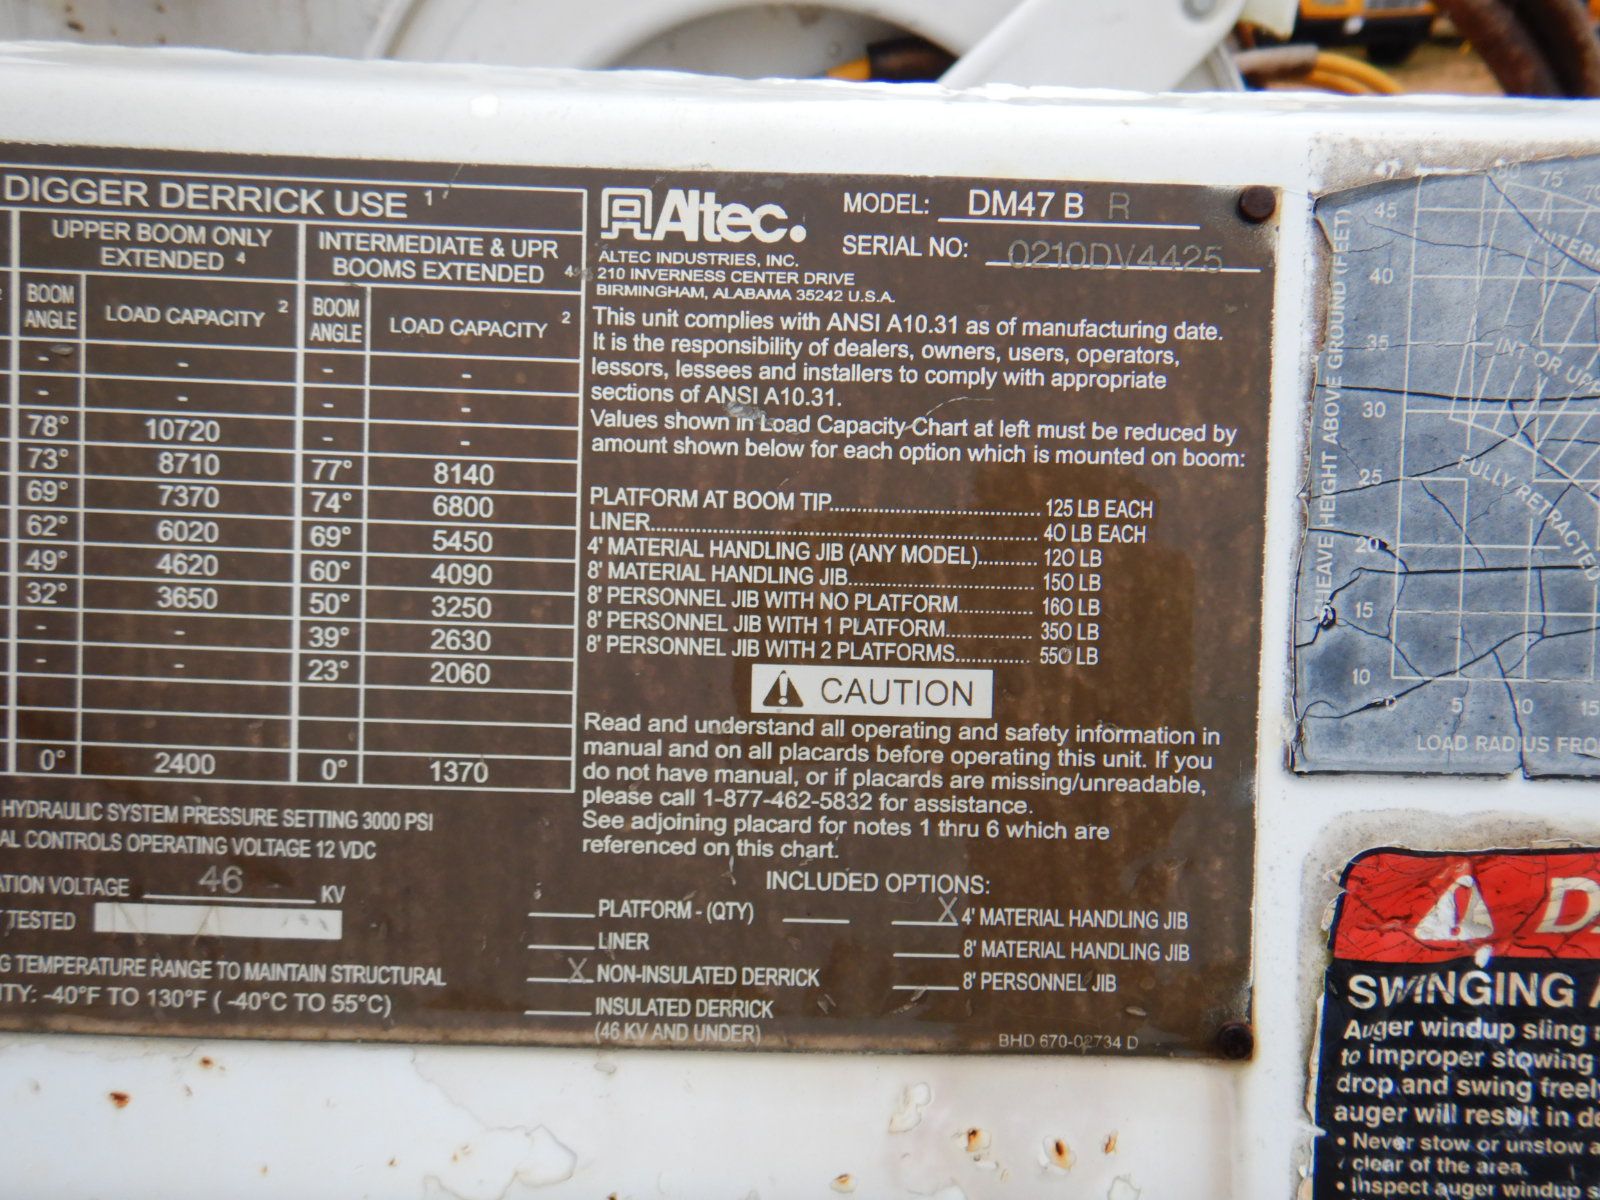 DIGGER DERRICK USE 1
UPPER BOOM ONLY
EXTENDED 4
INTERMEDIATE & UPR
BOOMS EXTENDED 4
BOOM
ANGLE
LOAD CAPACITY 2
BOOM
ANGLE
LOAD CAPACITY 2
- - - -
- - - -
78° 10720 - -
73° 8710 77° 8140
69° 7370 74° 6800
62° 6020 69° 5450
49° 4620 60° 4090
32° 3650 50° 3250
- - 39° 2630
- - 23° 2060
0° 2400 0° 1370
HYDRAULIC SYSTEM PRESSURE SETTING 3000 PSI
AL CONTROLS OPERATING VOLTAGE 12 VDC
ATION VOLTAGE 46 KV
TESTED
G TEMPERATURE RANGE TO MAINTAIN STRUCTURAL
ITY: -40°F TO 130°F ( -40°C TO 55°C)
Altec.
MODEL: DM47 B R
SERIAL NO: 0210DV4425
ALTEC INDUSTRIES, INC.
210 INVERNESS CENTER DRIVE
BIRMINGHAM, ALABAMA 35242 U.S.A.
This unit complies with ANSI A10.31 as of manufacturing date.
It is the responsibility of dealers, owners, users, operators,
lessors, lessees and installers to comply with appropriate
sections of ANSI A10.31.
Values shown in Load Capacity Chart at left must be reduced by
amount shown below for each option which is mounted on boom:
PLATFORM AT BOOM TIP.......... 125 LB EACH
LINER.......... 40 LB EACH
4' MATERIAL HANDLING JIB (ANY MODEL).......... 120 LB
8' MATERIAL HANDLING JIB.......... 150 LB
8' PERSONNEL JIB WITH NO PLATFORM.......... 160 LB
8' PERSONNEL JIB WITH 1 PLATFORM.......... 350 LB
8' PERSONNEL JIB WITH 2 PLATFORMS.......... 550 LB
CAUTION
Read and understand all operating and safety information in
manual and on all placards before operating this unit. If you
do not have manual, or if placards are missing/unreadable,
please call 1-877-462-5832 for assistance.
See adjoining placard for notes 1 thru 6 which are
referenced on this chart.
INCLUDED OPTIONS:
PLATFORM - (QTY)
LINER
X NON-INSULATED DERRICK
INSULATED DERRICK
(46 KV AND UNDER)
X 4' MATERIAL HANDLING JIB
8' MATERIAL HANDLING JIB
8' PERSONNEL JIB
BHD 670-02734 D
SHEAVE HEIGHT ABOVE GROUND (FEET)
47
45
40
35
30
25
20
15
10
80 75° 70
INTERM
INT OR UPP
FULLY RETRACTED
0 5 10 15
LOAD RADIUS FRO
SWINGING A
Auger windup sling
to improper stowing
drop and swing freely
auger will result in de
• Never stow or unstow a
clear of the area.
• Inspect auger windup s